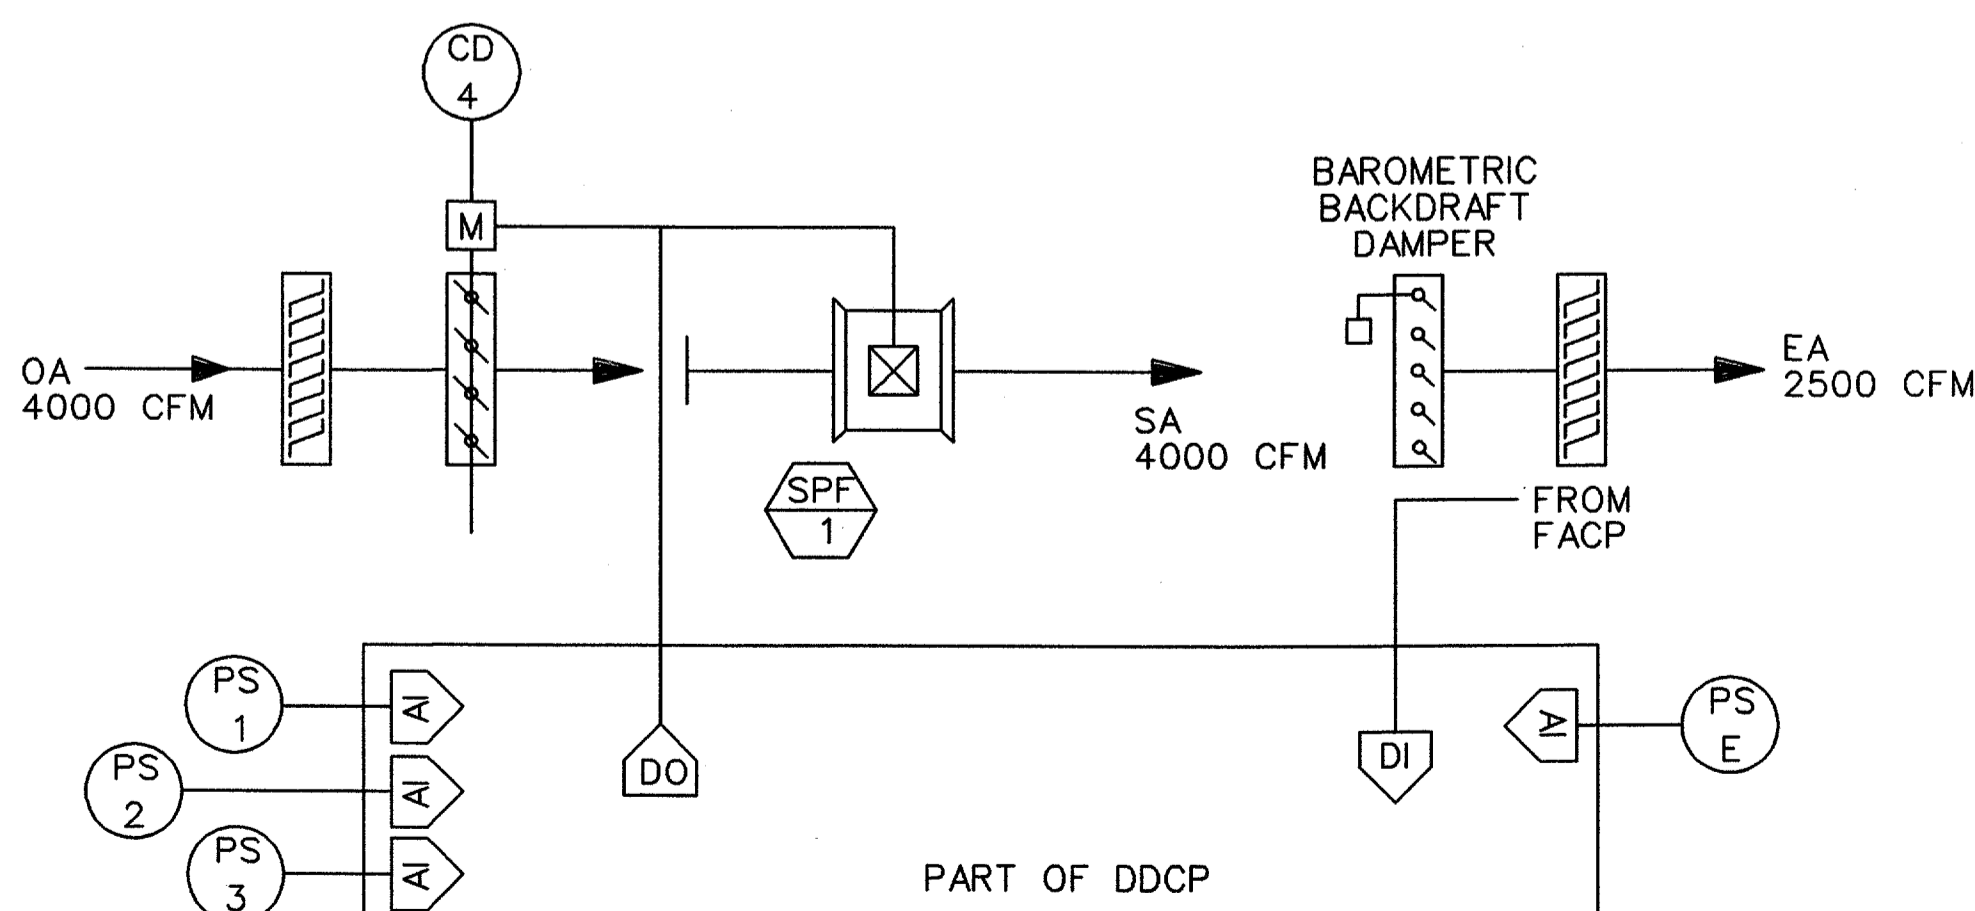 CD
4
M
BAROMETRIC
BACKDRAFT
DAMPER
OA
4000 CFM
SA
4000 CFM
EA
2500 CFM
SPF
1
FROM
FACP
PS
1
AI
PS
2
AI
PS
3
AI
DO
DI
AI
PS
E
PART OF DDCP